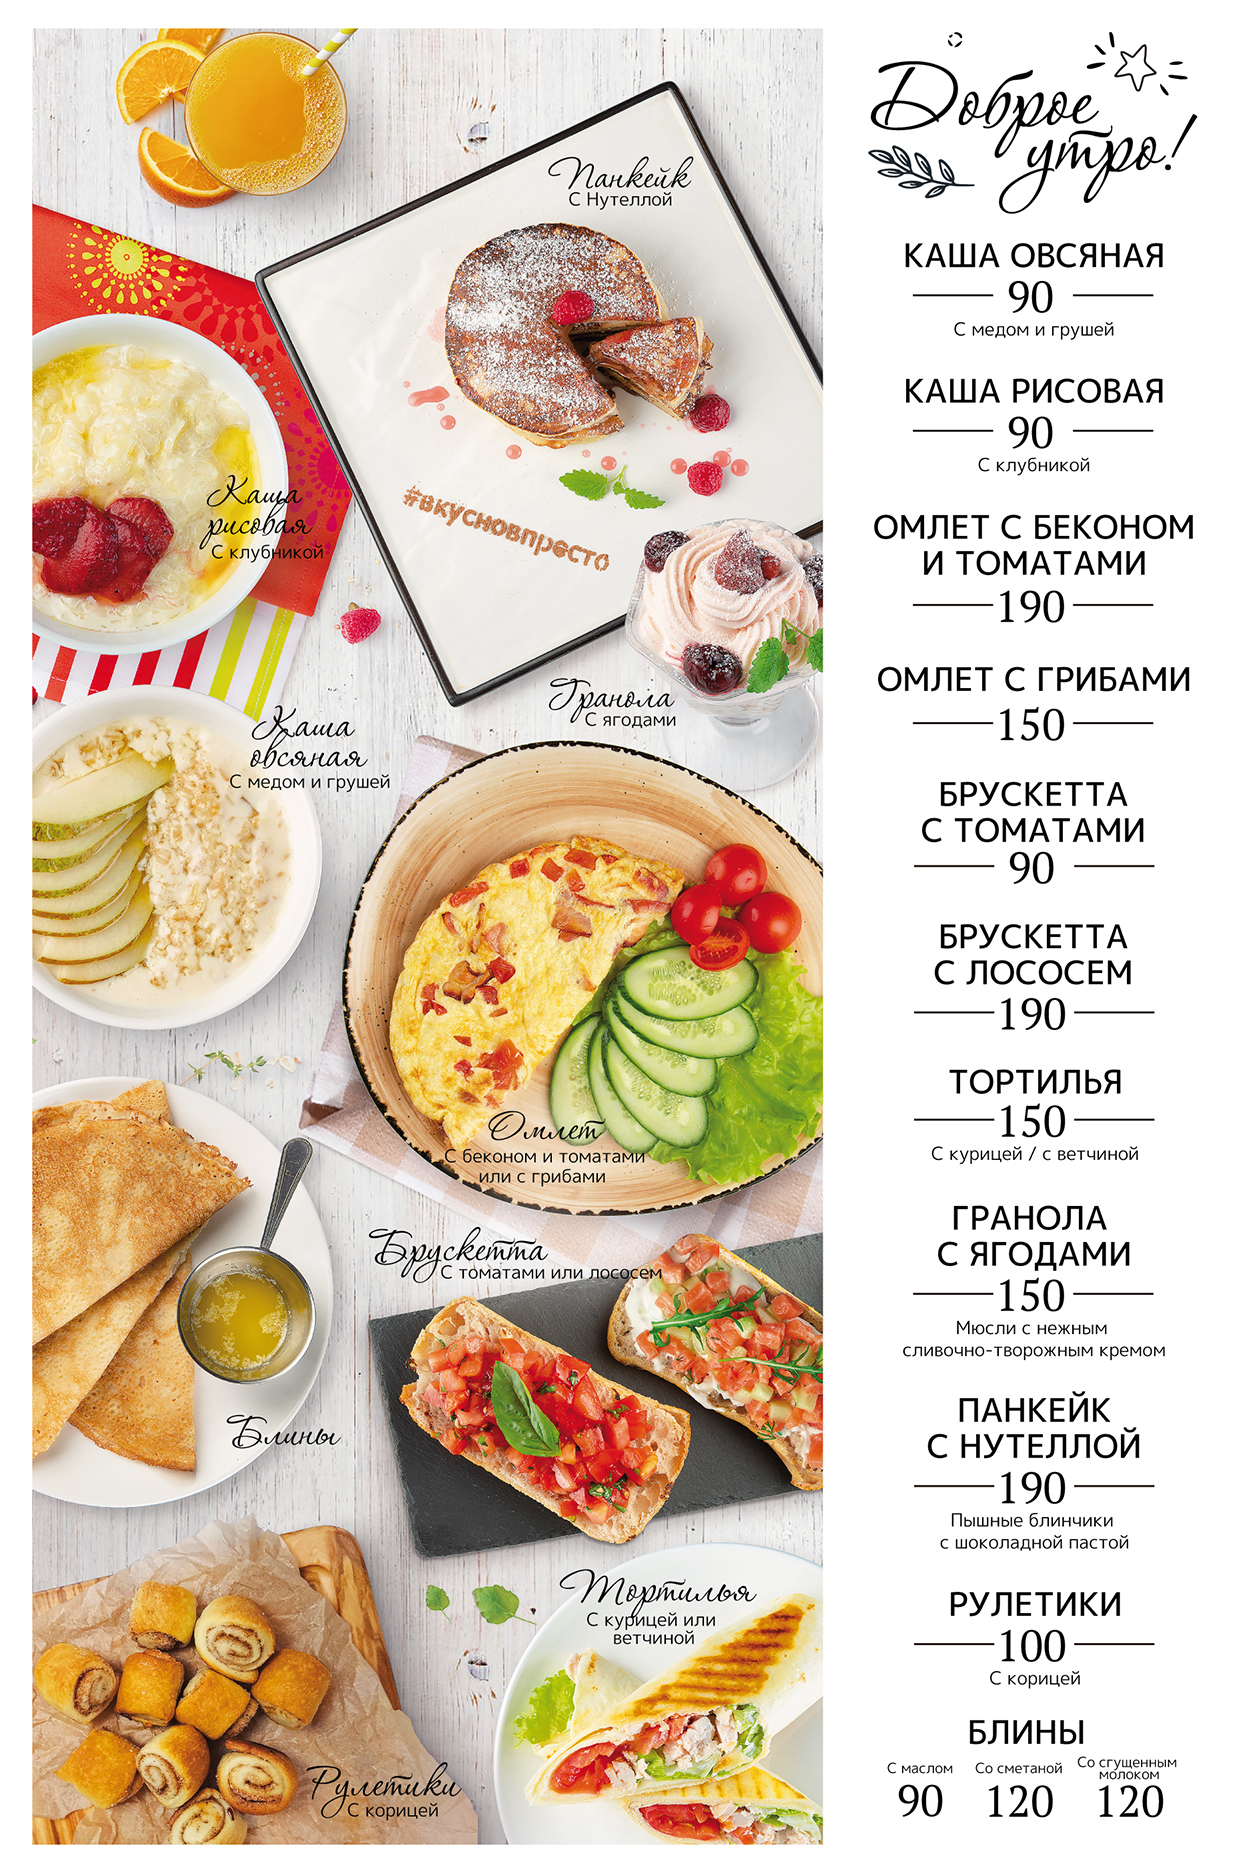 Панкейк
С Нутеллой
#вкусновпресто
Каша
рисовая
С клубникой
Гранола
С ягодами
Каша
овсяная
С медом и грушей
Омлет
С беконом и томатами
или с грибами
Брускетта
С томатами или лососем
Блины
Тортилья
С курицей или
ветчиной
Рулетики
С корицей
Доброе
утро!
КАША ОВСЯНАЯ
90
С медом и грушей
КАША РИСОВАЯ
90
С клубникой
ОМЛЕТ С БЕКОНОМ
И ТОМАТАМИ
190
ОМЛЕТ С ГРИБАМИ
150
БРУСКЕТТА
С ТОМАТАМИ
90
БРУСКЕТТА
С ЛОСОСЕМ
190
ТОРТИЛЬЯ
150
С курицей / с ветчиной
ГРАНОЛА
С ЯГОДАМИ
150
Мюсли с нежным
сливочно-творожным кремом
ПАНКЕЙК
С НУТЕЛЛОЙ
190
Пышные блинчики
с шоколадной пастой
РУЛЕТИКИ
100
С корицей
БЛИНЫ
С маслом
90
Со сметаной
120
Со сгущенным
молоком
120